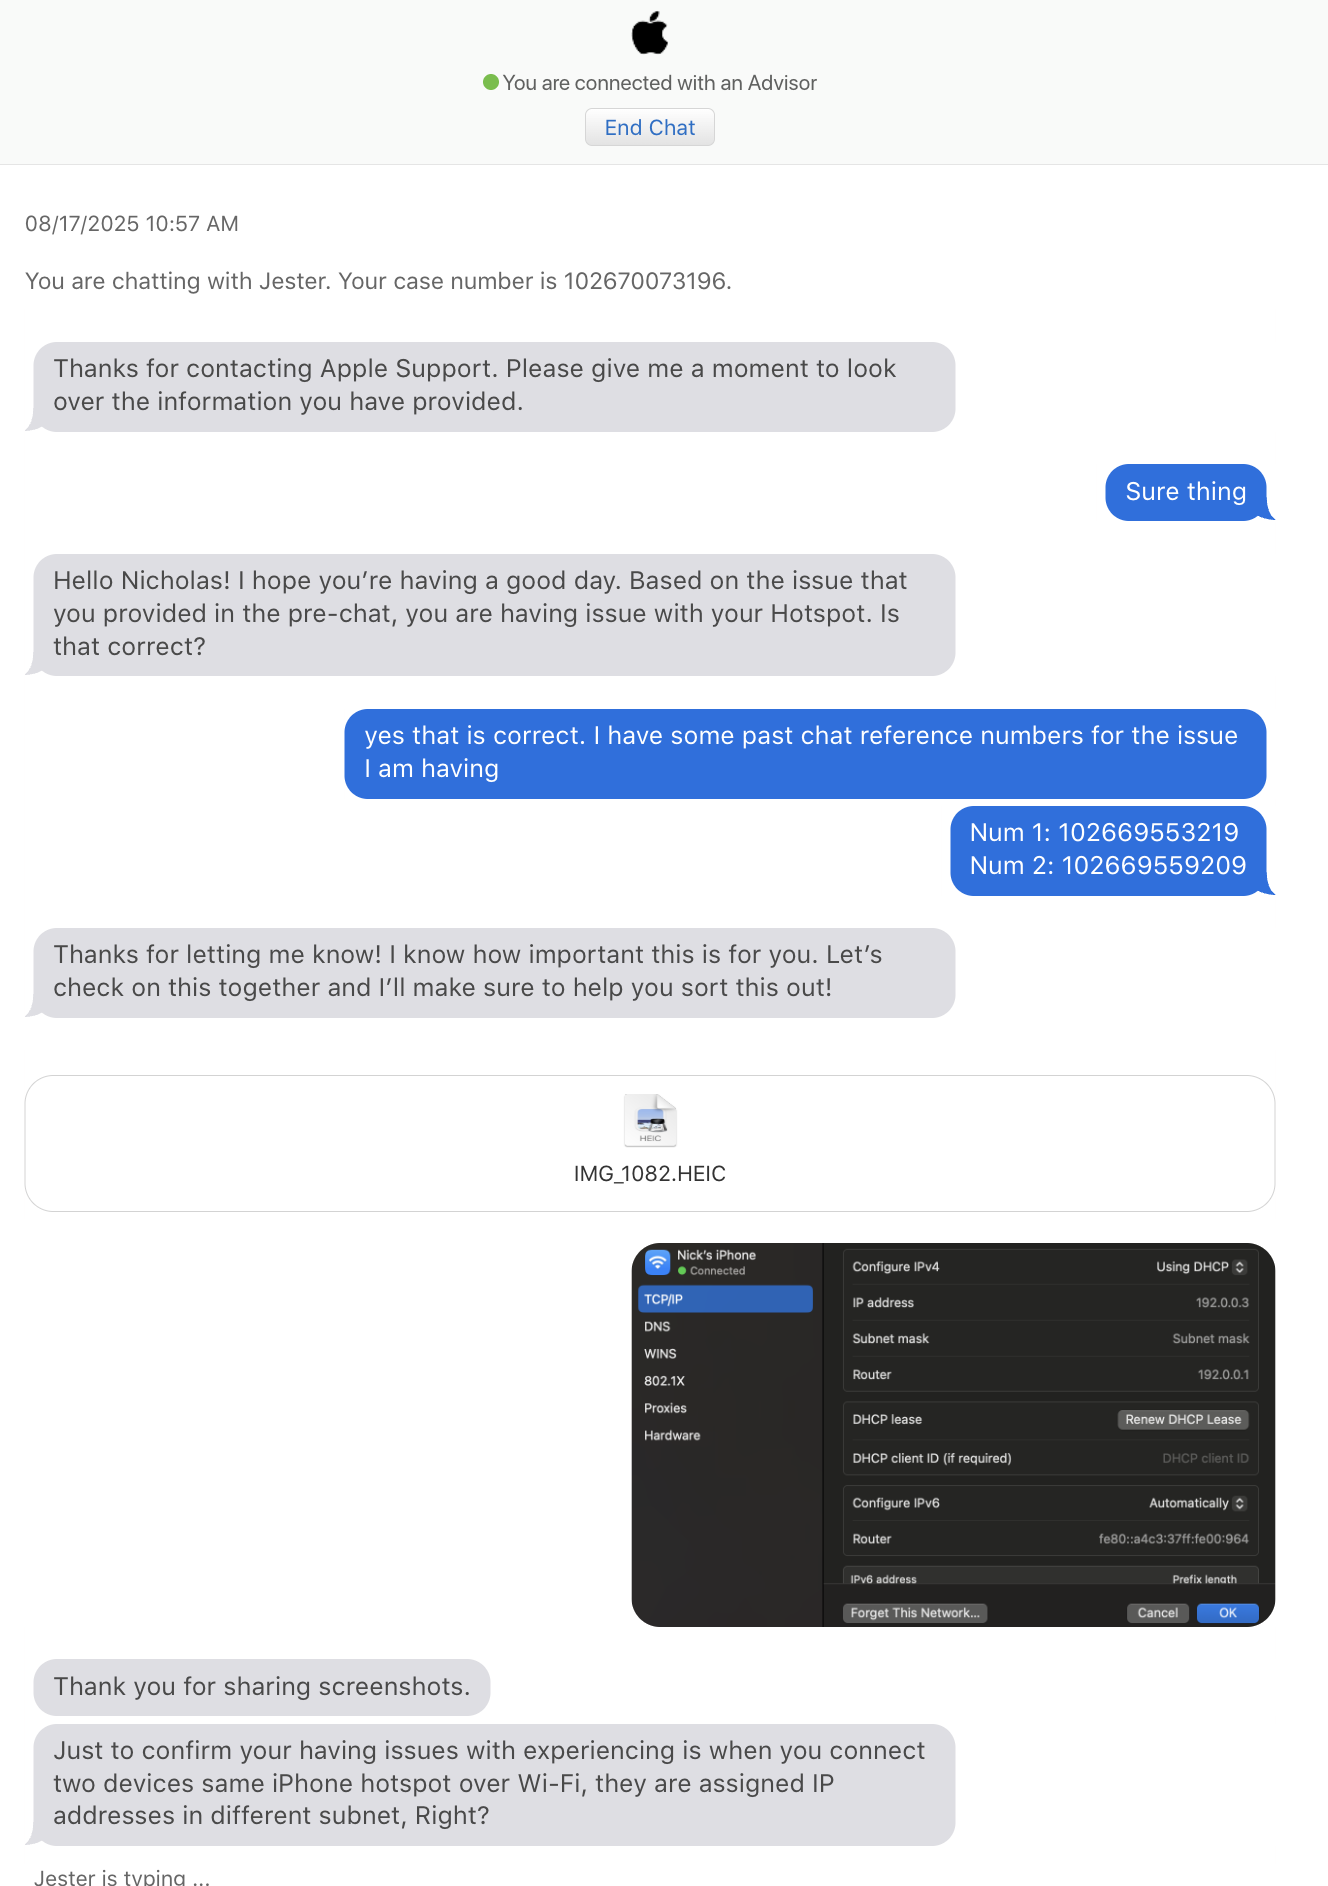 You are connected with an Advisor
End Chat
08/17/2025 10:57 AM
You are chatting with Jester. Your case number is 102670073196.
Thanks for contacting Apple Support. Please give me a moment to look
over the information you have provided.
Sure thing
Hello Nicholas! I hope you’re having a good day. Based on the issue that
you provided in the pre-chat, you are having issue with your Hotspot. Is
that correct?
yes that is correct. I have some past chat reference numbers for the issue
I am having
Num 1: 102669553219
Num 2: 102669559209
Thanks for letting me know! I know how important this is for you. Let’s
check on this together and I’ll make sure to help you sort this out!
HEIC
IMG_1082.HEIC
Nick's iPhone
Connected
TCP/IP
DNS
WINS
802.1X
Proxies
Hardware
Configure IPv4 Using DHCP
IP address 192.0.0.3
Subnet mask Subnet mask
Router 192.0.0.1
DHCP lease Renew DHCP Lease
DHCP client ID (if required) DHCP client ID
Configure IPv6 Automatically
Router fe80::a4c3:37ff:fe00:964
IPv6 address Prefix length
Forget This Network... Cancel OK
Thank you for sharing screenshots.
Just to confirm your having issues with experiencing is when you connect
two devices same iPhone hotspot over Wi-Fi, they are assigned IP
addresses in different subnet, Right?
Jester is typing ...